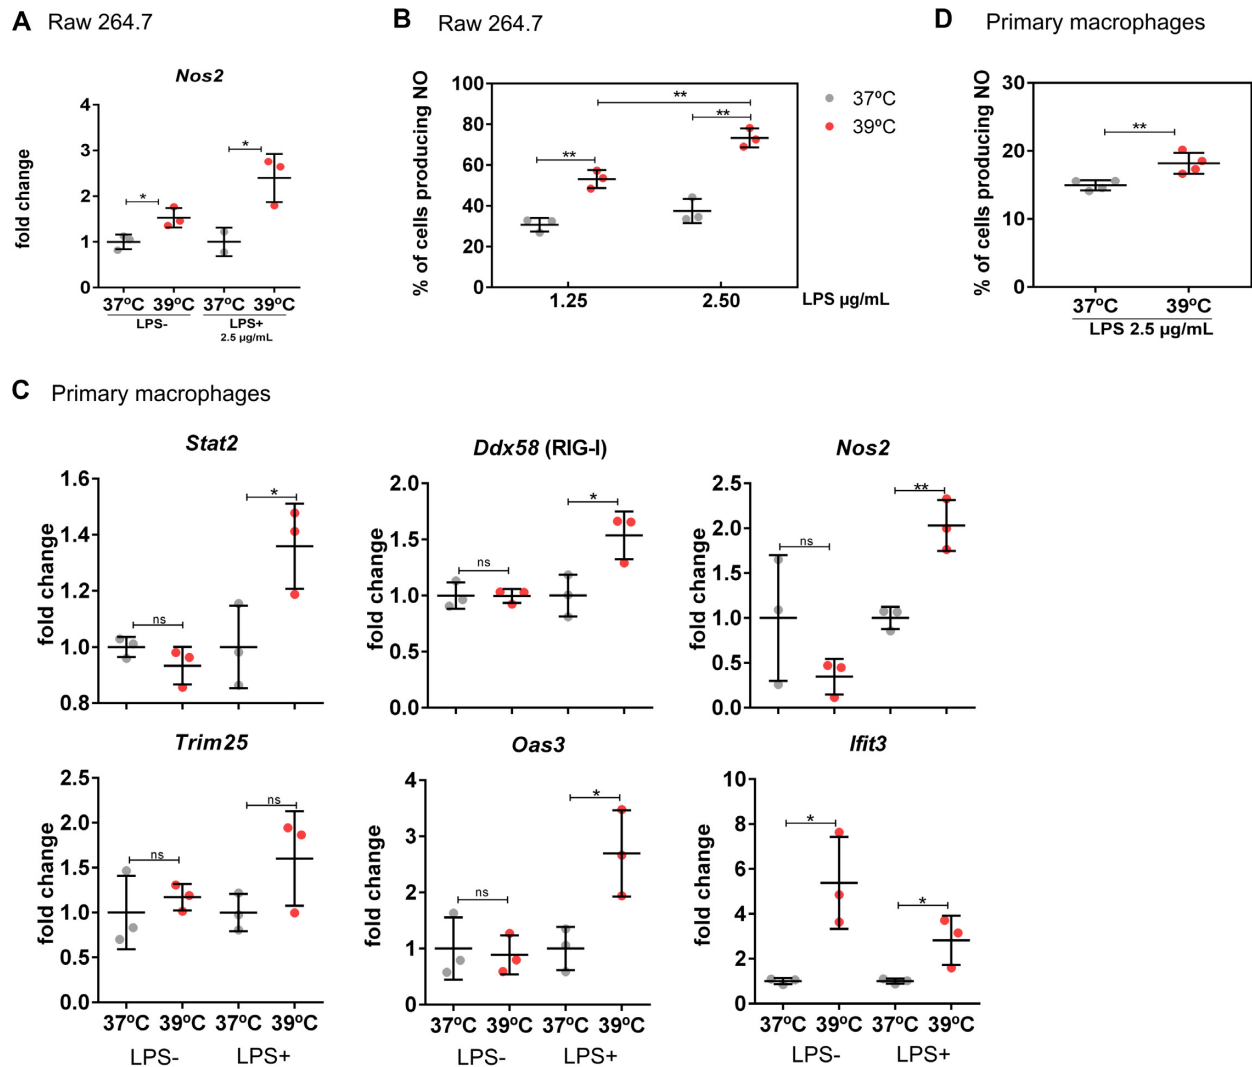 A Raw 264.7
Nos2
fold change
4
3
2
1
0
*
*
37ºC 39ºC 37ºC 39ºC
LPS- LPS+
2.5 µg/mL
B Raw 264.7
% of cells producing NO
100
80
60
40
20
0
**
**
**
1.25 2.50 LPS µg/mL
37ºC
39ºC
D Primary macrophages
% of cells producing NO
30
20
10
0
**
37ºC 39ºC
LPS 2.5 µg/mL
C Primary macrophages
Stat2
fold change
1.6
1.4
1.2
1.0
0.8
ns
*
Ddx58 (RIG-I)
fold change
2.0
1.5
1.0
0.5
0.0
ns
*
Nos2
fold change
2.5
2.0
1.5
1.0
0.5
0.0
ns
**
Trim25
fold change
2.5
2.0
1.5
1.0
0.5
0.0
ns
ns
37ºC 39ºC 37ºC 39ºC
LPS- LPS+
Oas3
fold change
4
3
2
1
0
ns
*
37ºC 39ºC 37ºC 39ºC
LPS- LPS+
Ifit3
fold change
10
8
6
4
2
0
*
*
37ºC 39ºC 37ºC 39ºC
LPS- LPS+